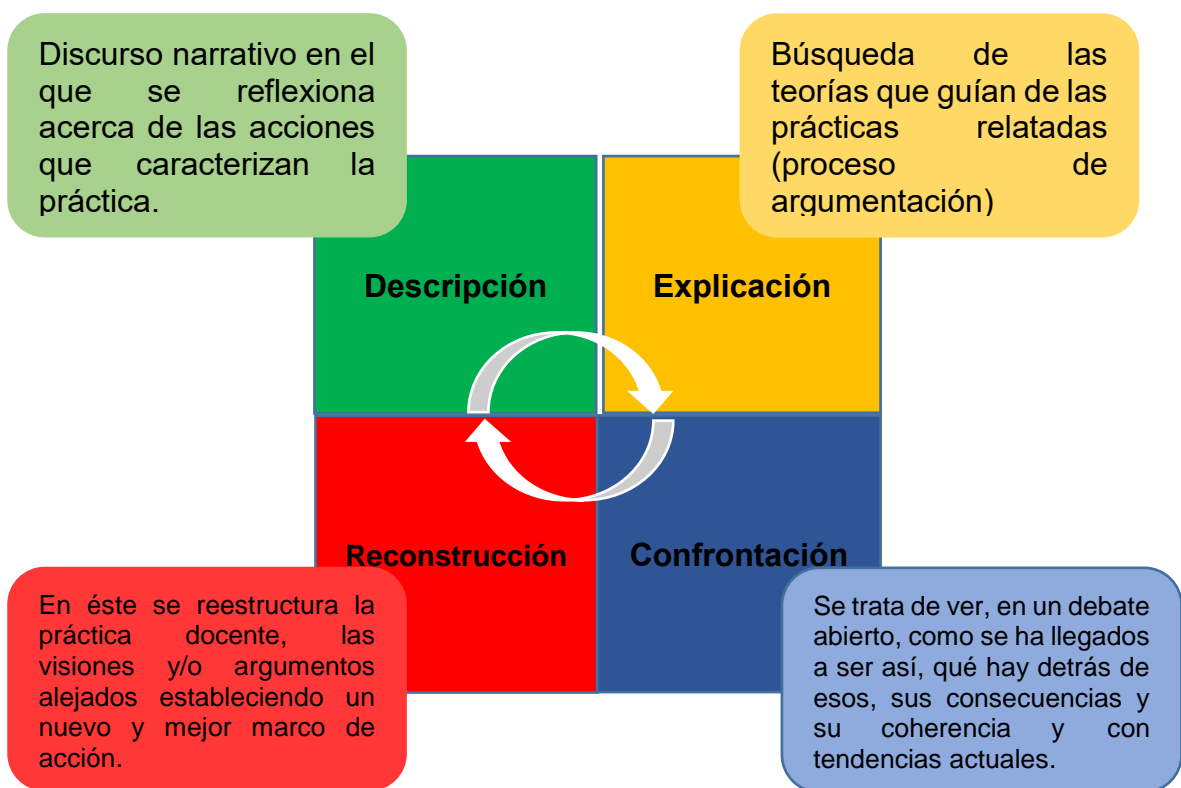 Discurso narrativo en el
que se reflexiona
acerca de las acciones
que caracterizan la
práctica.
Búsqueda de las
teorías que guían de las
prácticas relatadas
(proceso de
argumentación)
Descripción
Explicación
Reconstrucción
Confrontación
En éste se reestructura la
práctica docente, las
visiones y/o argumentos
alejados estableciendo un
nuevo y mejor marco de
acción.
Se trata de ver, en un debate
abierto, como se ha llegados
a ser así, qué hay detrás de
esos, sus consecuencias y
su coherencia y con
tendencias actuales.